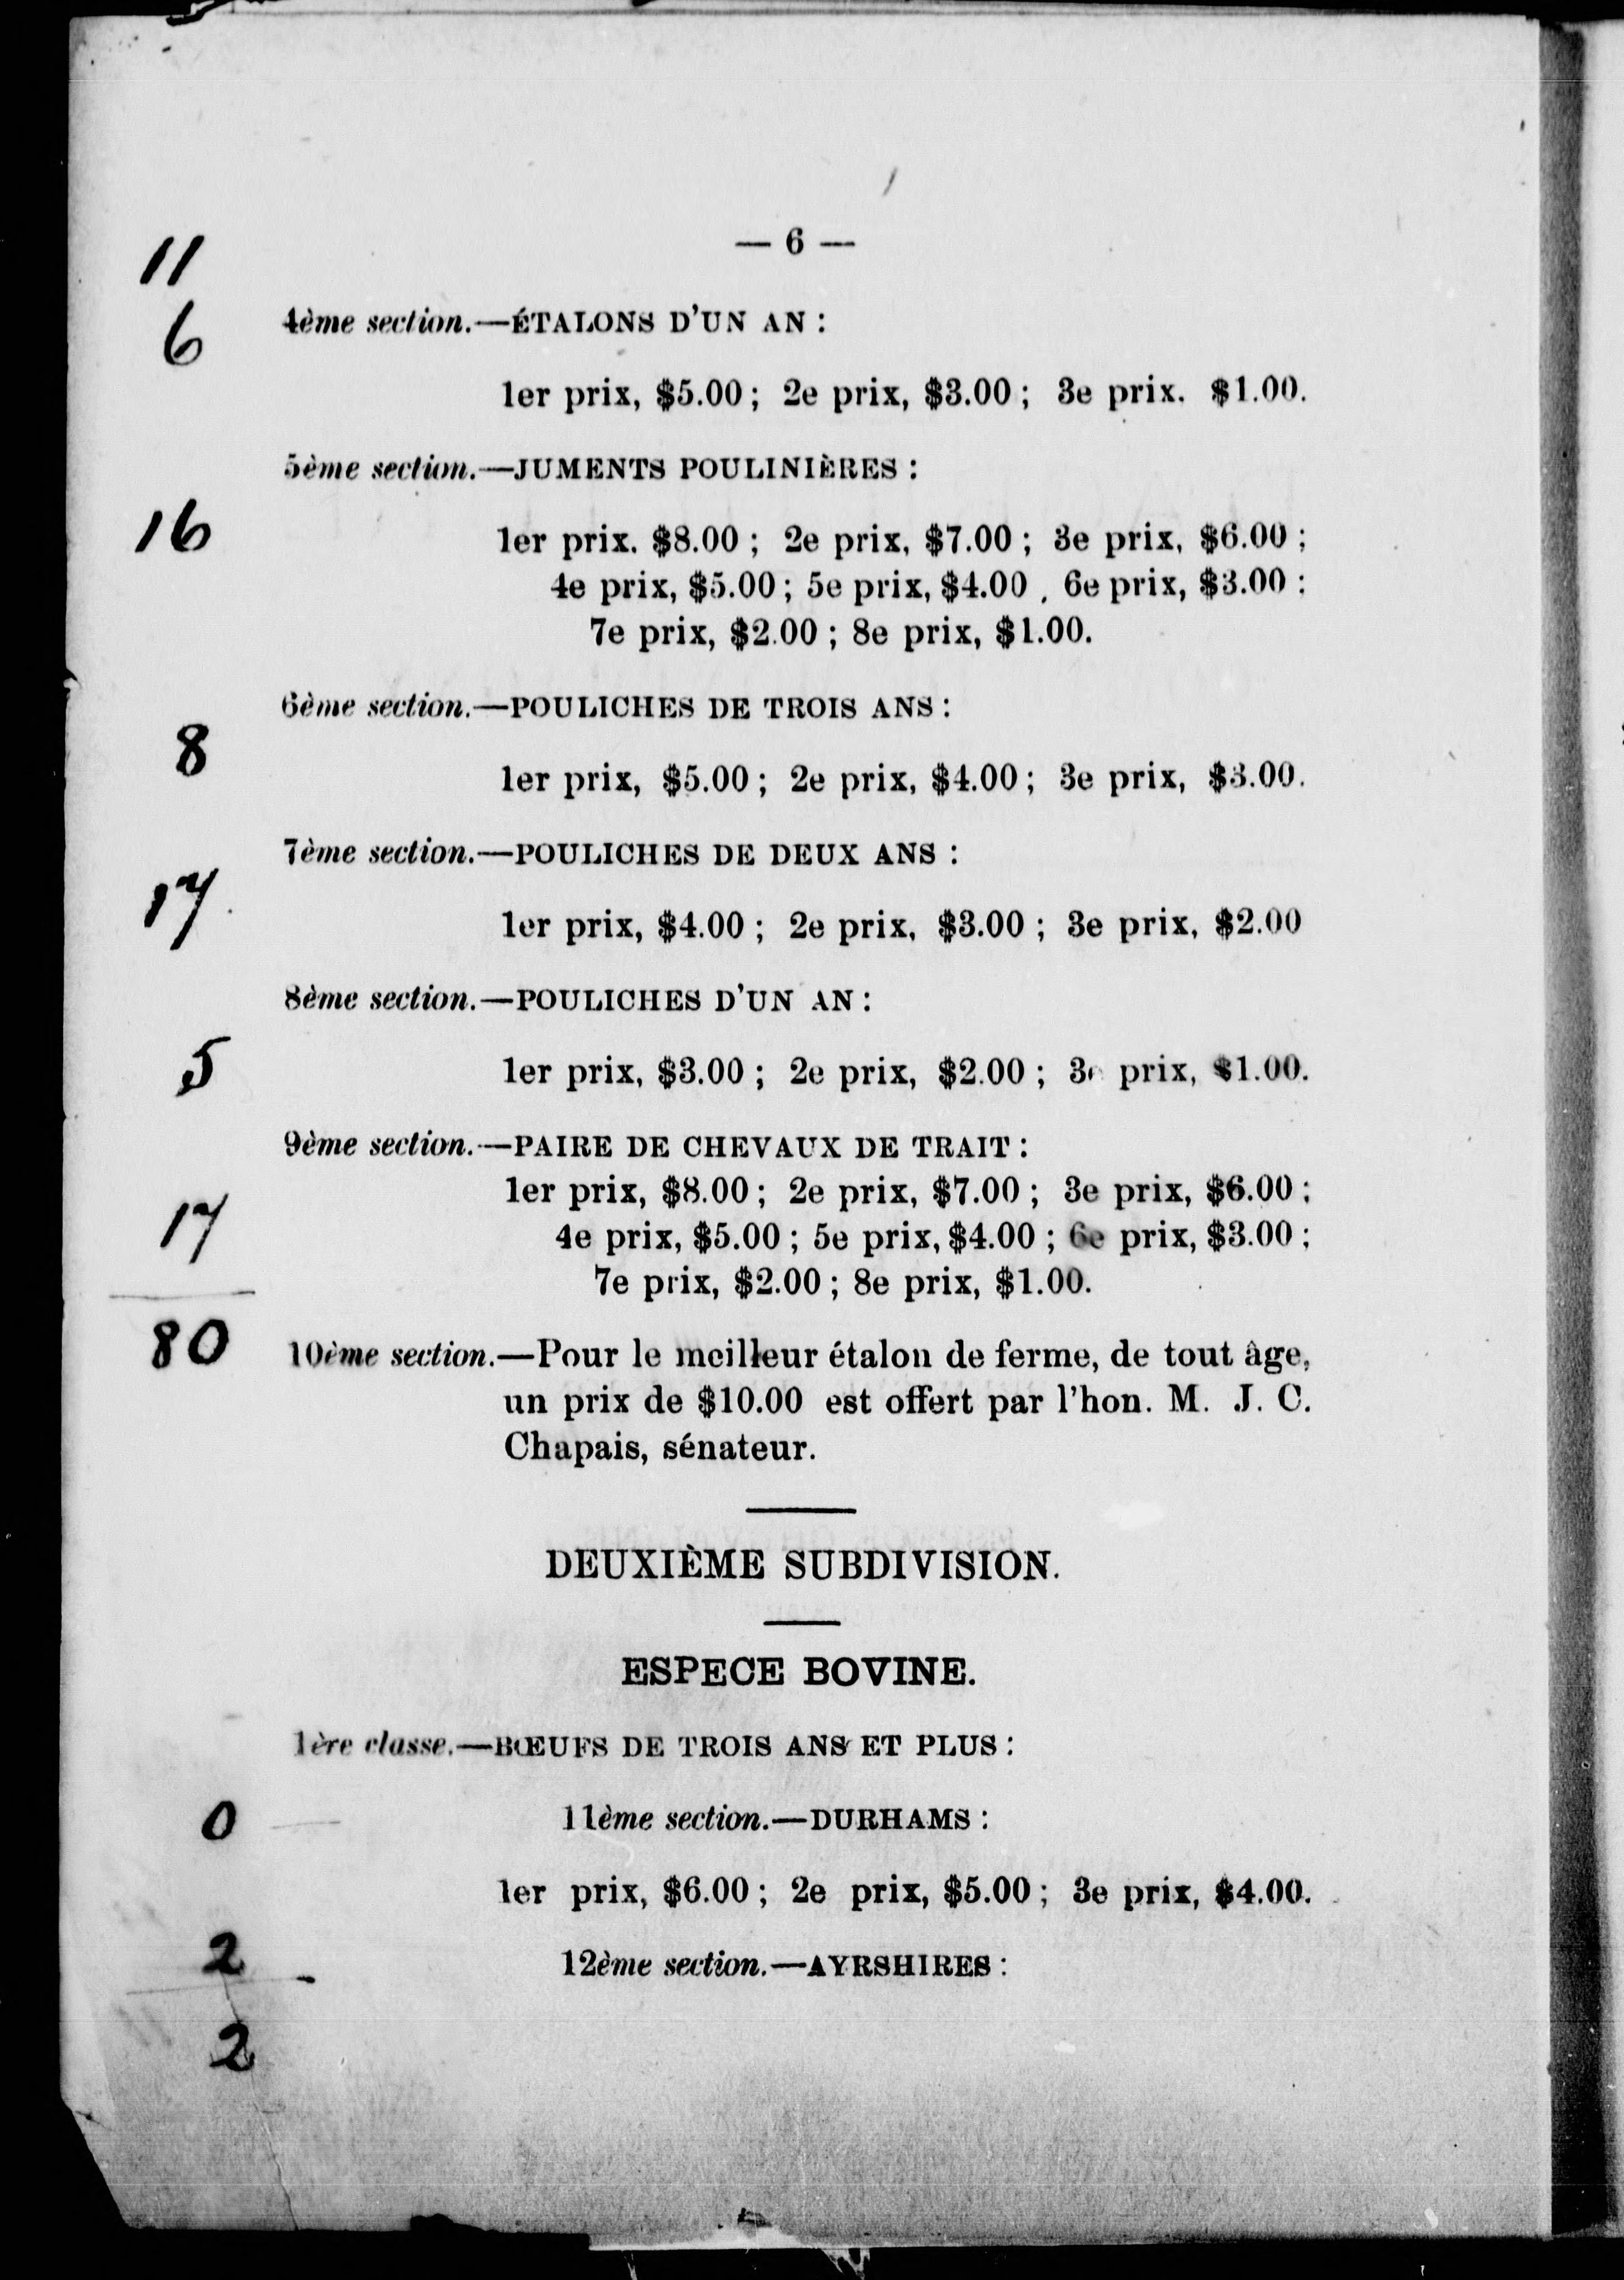 — 6 —
11
6
4ème section.—ÉTALONS D'UN AN :
1er prix, $5.00 ; 2e prix, $3.00 ; 3e prix. $1.00.
5ème section.—JUMENTS POULINIÈRES :
16
1er prix. $8.00 ; 2e prix, $7.00 ; 3e prix, $6.00 ;
4e prix, $5.00 ; 5e prix, $4.00 , 6e prix, $3.00 :
7e prix, $2.00 ; 8e prix, $1.00.
6ème section.—POULICHES DE TROIS ANS :
8
1er prix, $5.00 ; 2e prix, $4.00 ; 3e prix, $3.00.
7ème section.—POULICHES DE DEUX ANS :
17
1er prix, $4.00 ; 2e prix, $3.00 ; 3e prix, $2.00
8ème section.—POULICHES D'UN AN :
5
1er prix, $3.00 ; 2e prix, $2.00 ; 3e prix, $1.00.
9ème section.—PAIRE DE CHEVAUX DE TRAIT :
1er prix, $8.00 ; 2e prix, $7.00 ; 3e prix, $6.00 ;
17
4e prix, $5.00 ; 5e prix, $4.00 ; 6e prix, $3.00 ;
7e prix, $2.00 ; 8e prix, $1.00.
80
10ème section.—Pour le meilleur étalon de ferme, de tout âge,
un prix de $10.00 est offert par l'hon. M. J. C.
Chapais, sénateur.
DEUXIÈME SUBDIVISION.
ESPECE BOVINE.
1ère classe.—BŒUFS DE TROIS ANS ET PLUS :
0
11ème section.—DURHAMS :
1er prix, $6.00 ; 2e prix, $5.00 ; 3e prix, $4.00.
2
12ème section.—AYRSHIRES :
2